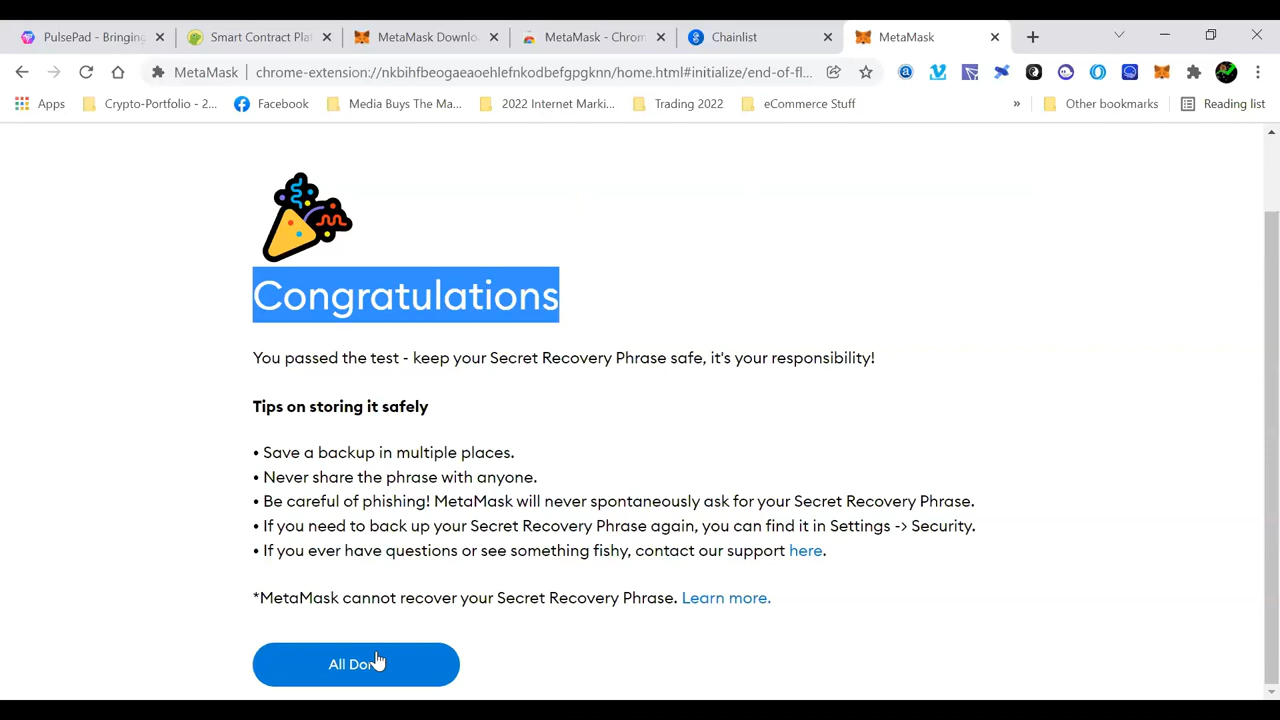 PulsePad - Bringing
Smart Contract Plat
MetaMask Downlo
MetaMask - Chrom
Chainlist
MetaMask
MetaMask
chrome-extension://nkbihfbeogaeaoehlefnkodbefgpgknn/home.html#initialize/end-of-fl...
Apps
Crypto-Portfolio - 2...
Facebook
Media Buys The Ma...
2022 Internet Marki...
Trading 2022
eCommerce Stuff
»
Other bookmarks
Reading list
Congratulations
You passed the test - keep your Secret Recovery Phrase safe, it's your responsibility!
Tips on storing it safely
• Save a backup in multiple places.
• Never share the phrase with anyone.
• Be careful of phishing! MetaMask will never spontaneously ask for your Secret Recovery Phrase.
• If you need to back up your Secret Recovery Phrase again, you can find it in Settings -> Security.
• If you ever have questions or see something fishy, contact our support here.
*MetaMask cannot recover your Secret Recovery Phrase. Learn more.
All Done